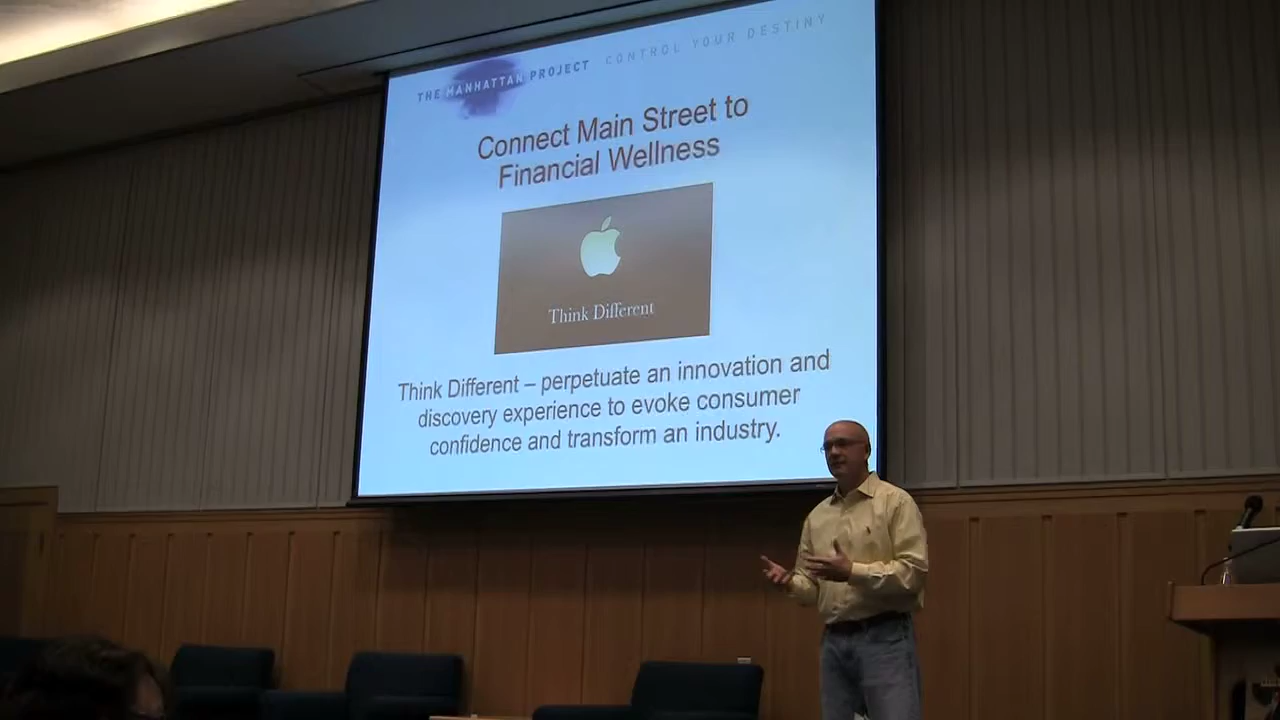 THE MANHATTAN PROJECT CONTROL YOUR DESTINY
Connect Main Street to
Financial Wellness
Think Different
Think Different – perpetuate an innovation and
discovery experience to evoke consumer
confidence and transform an industry.